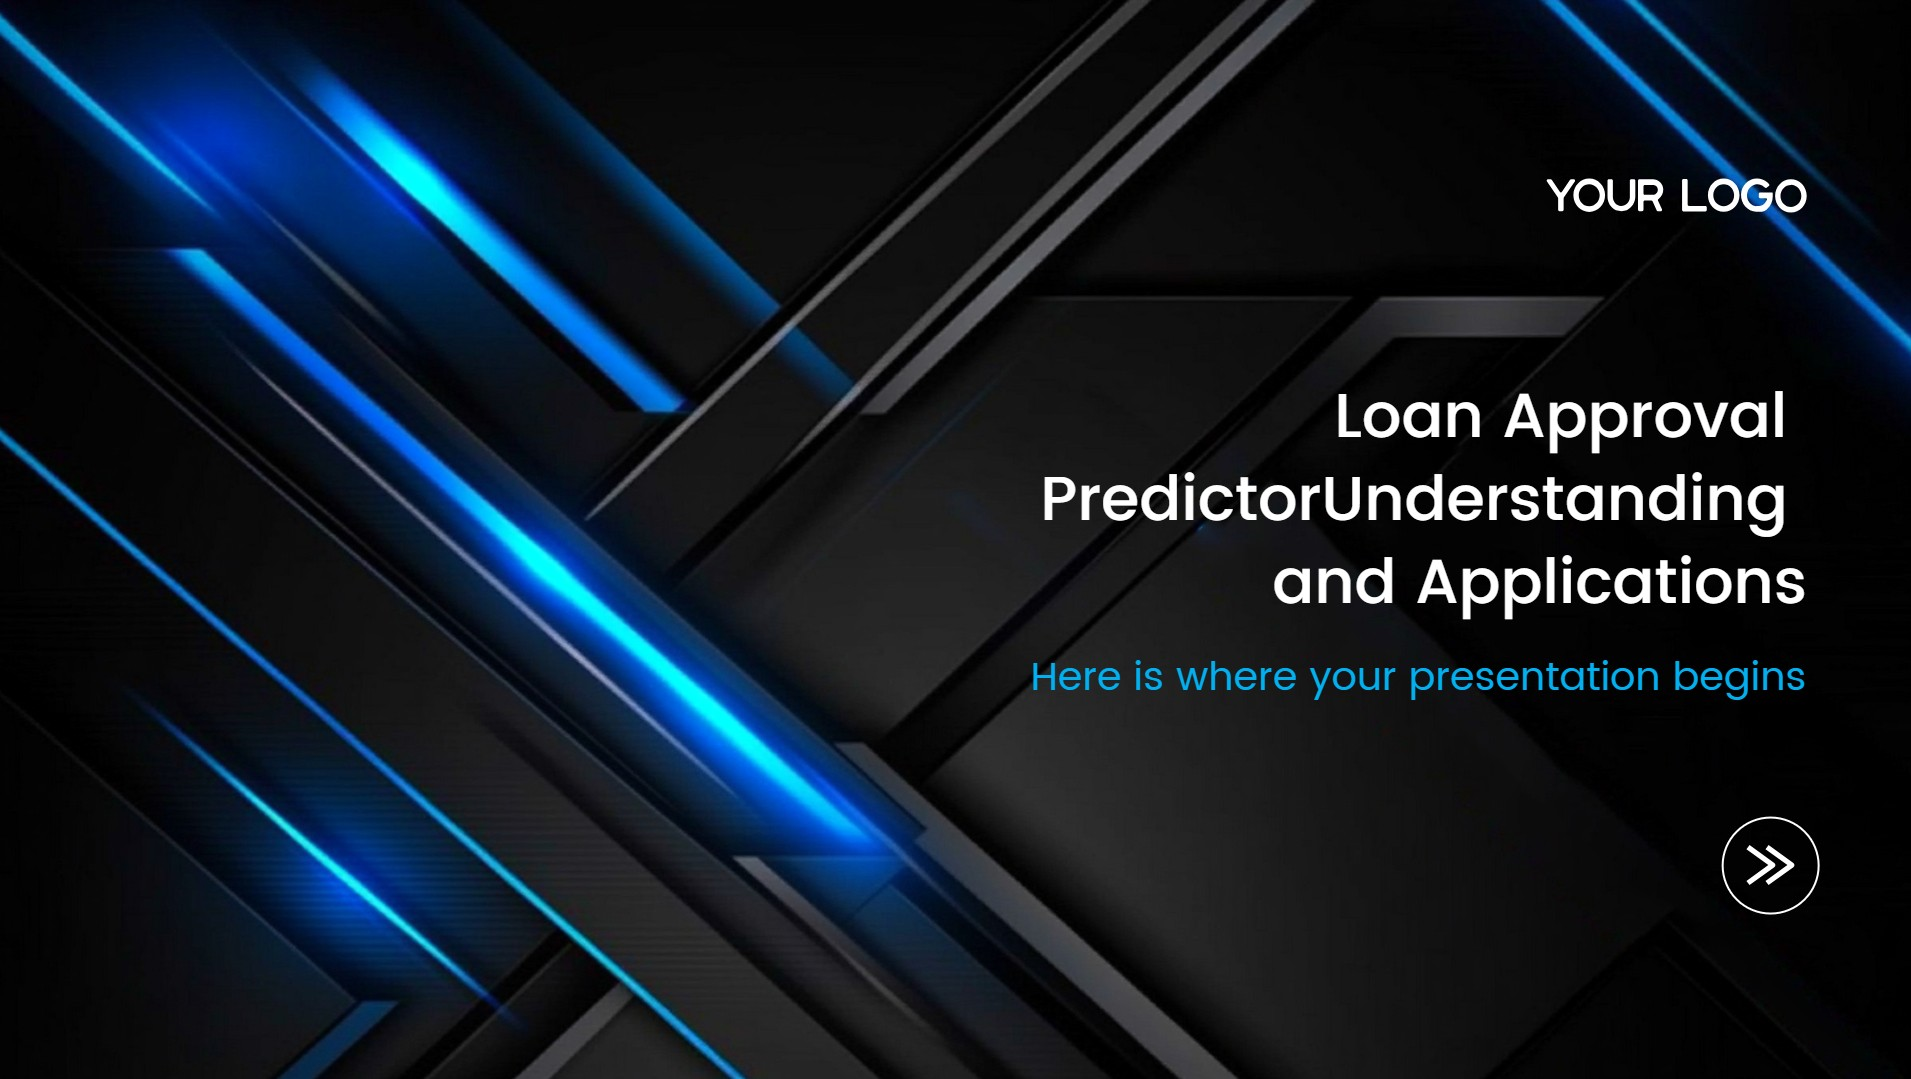 YOUR LOGO
Loan Approval
PredictorUnderstanding
and Applications
Here is where your presentation begins